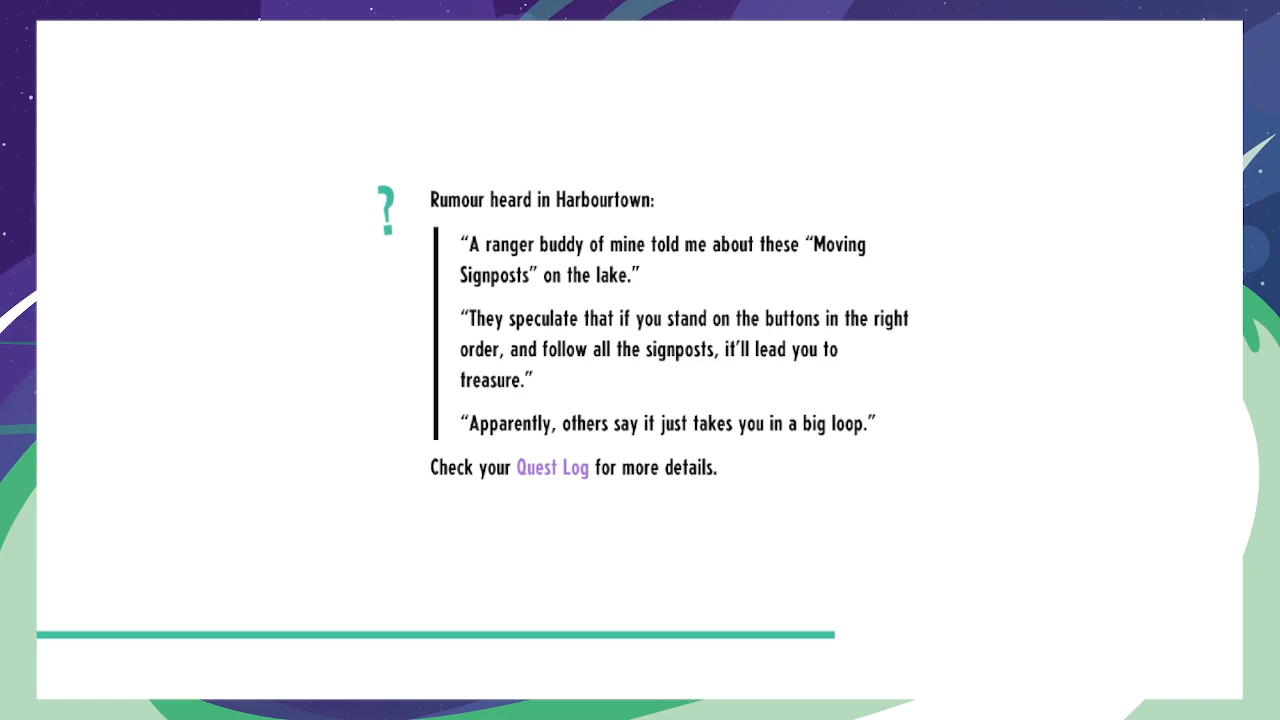 ?
Rumour heard in Harbourtown:
“A ranger buddy of mine told me about these “Moving
Signposts” on the lake.”
“They speculate that if you stand on the buttons in the right
order, and follow all the signposts, it’ll lead you to
treasure.”
“Apparently, others say it just takes you in a big loop.”
Check your Quest Log for more details.